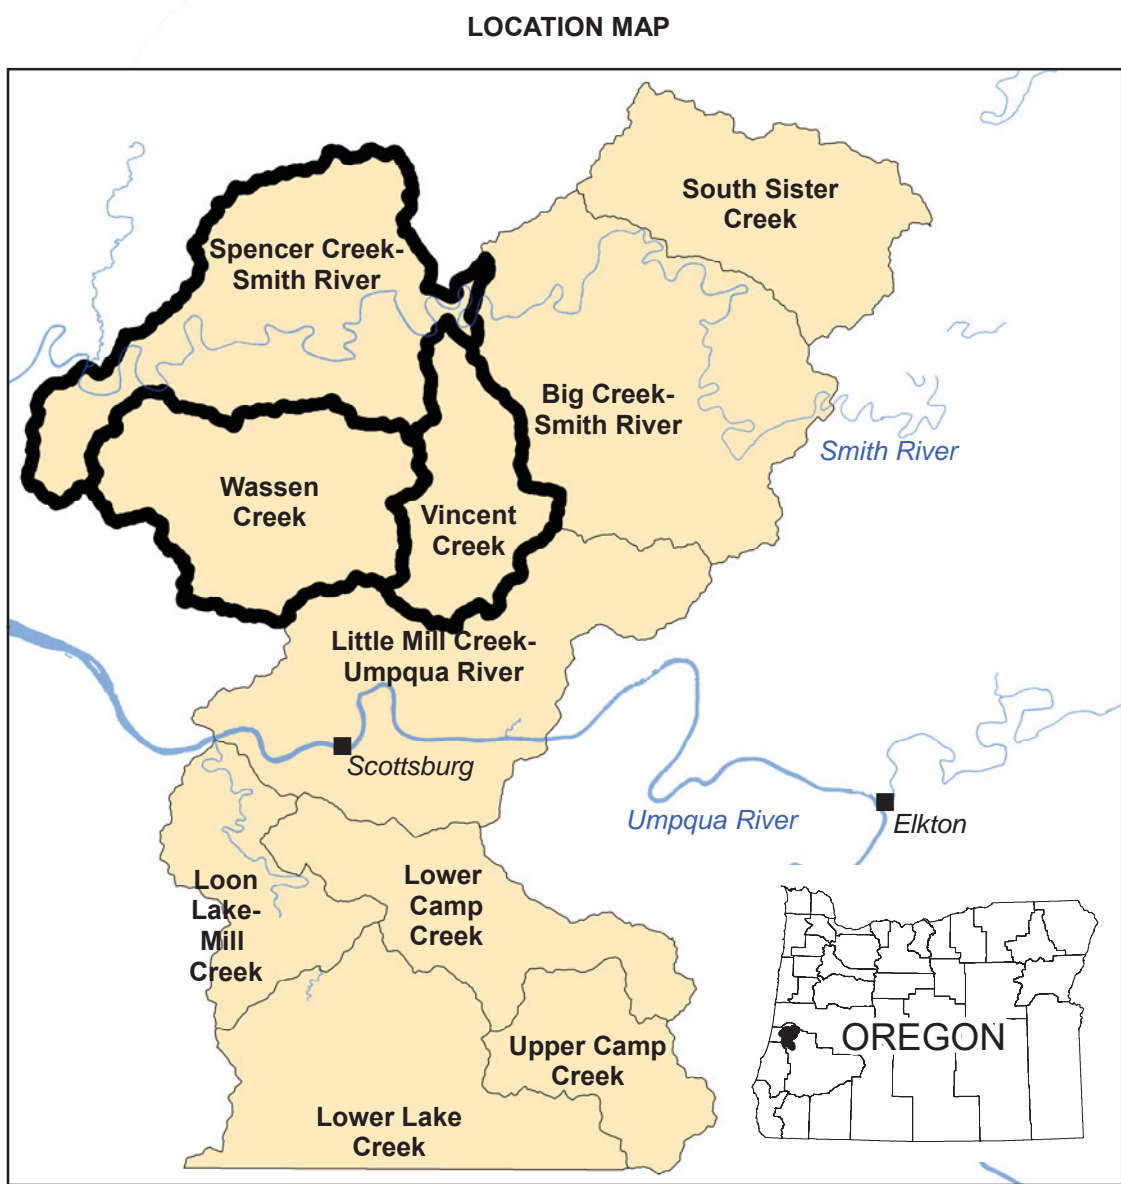 LOCATION MAP
South Sister
Creek
Spencer Creek-
Smith River
Big Creek-
Smith River
Smith River
Wassen
Creek
Vincent
Creek
Little Mill Creek-
Umpqua River
Scottsburg
Umpqua River
Elkton
Loon
Lake-
Mill
Creek
Lower
Camp
Creek
OREGON
Upper Camp
Creek
Lower Lake
Creek